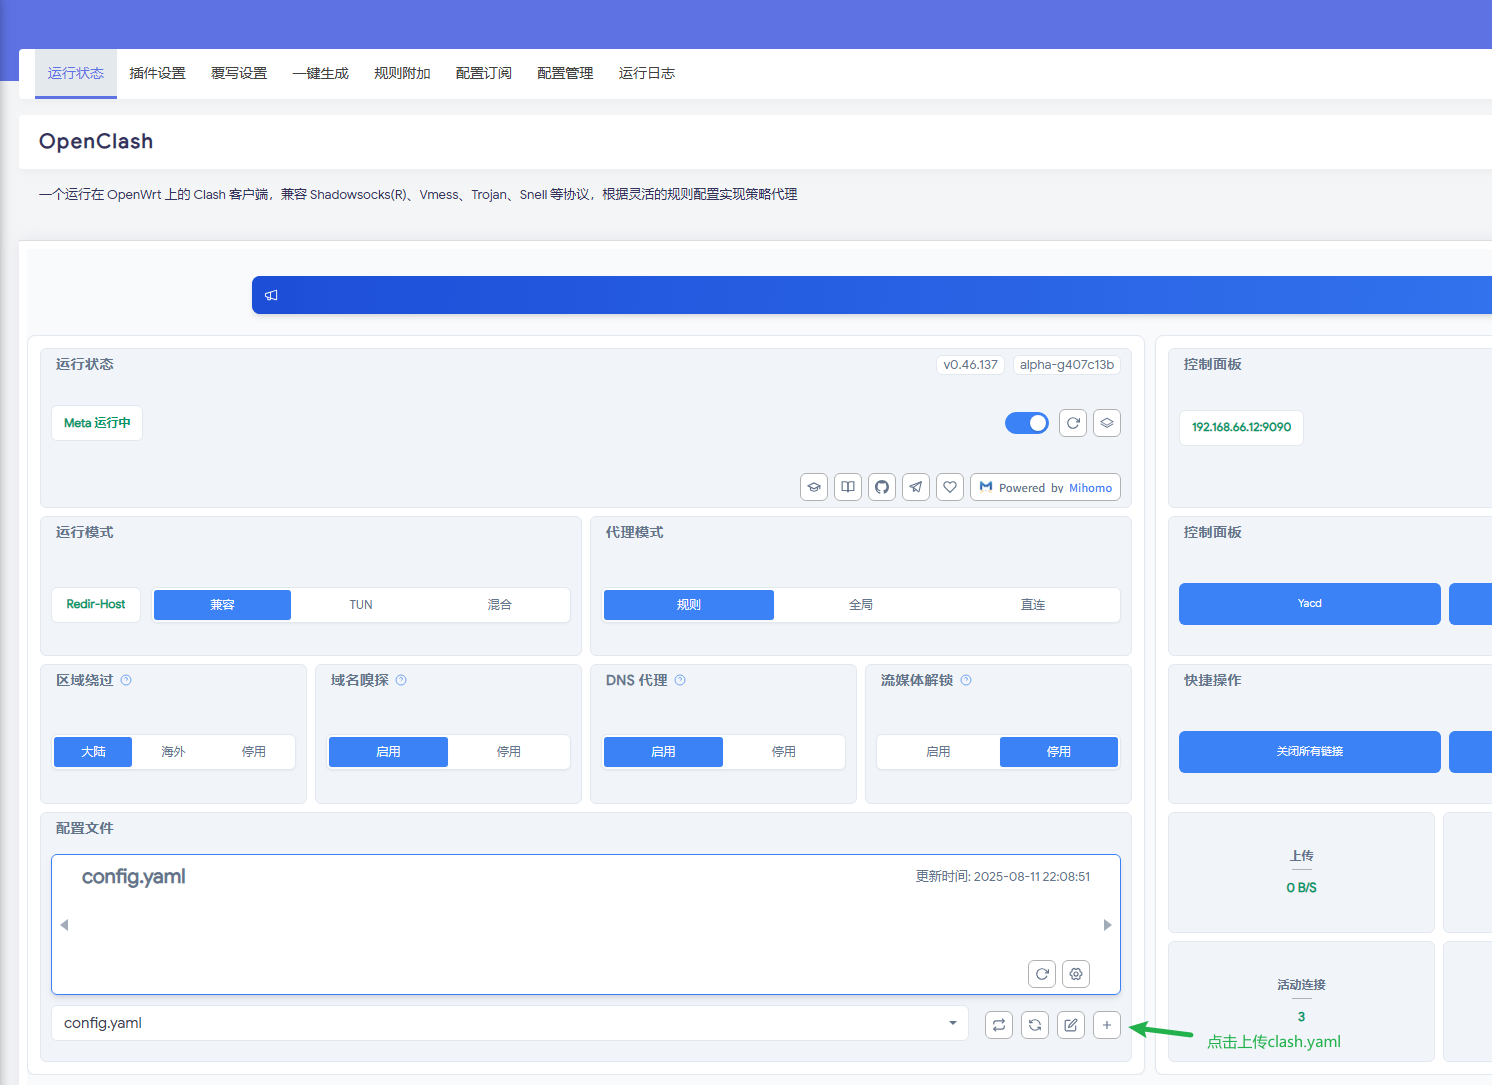 运行状态 插件设置 覆写设置 一键生成 规则附加 配置订阅 配置管理 运行日志
OpenClash
一个运行在 OpenWrt 上的 Clash 客户端，兼容 Shadowsocks(R)、Vmess、Trojan、Snell 等协议，根据灵活的规则配置实现策略代理
运行状态 v0.46.137 alpha-g407c13b
Meta 运行中
Powered by Mihomo
控制面板
192.168.66.12:9090
运行模式
Redir-Host 兼容 TUN 混合
代理模式
规则 全局 直连
控制面板
Yacd
区域绕过
大陆 海外 停用
域名嗅探
启用 停用
DNS 代理
启用 停用
流媒体解锁
启用 停用
快捷操作
关闭所有链接
配置文件
config.yaml 更新时间: 2025-08-11 22:08:51
config.yaml
点击上传clash.yaml
上传
0 B/S
活动连接
3